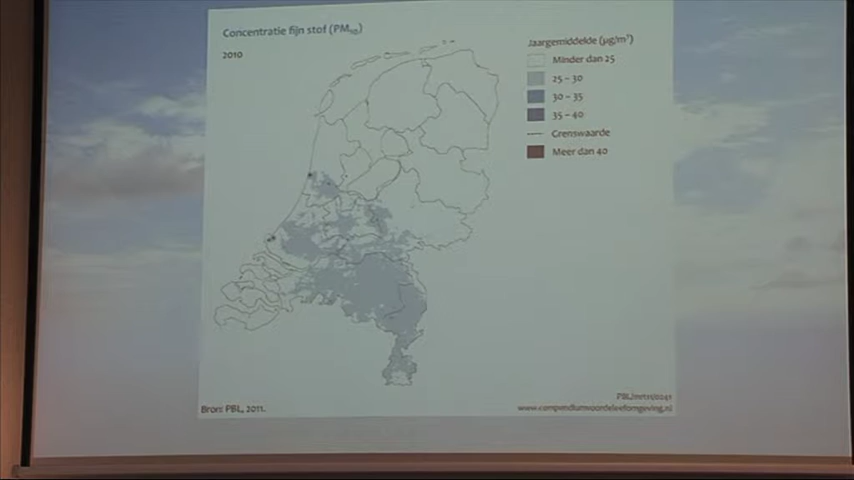 Concentratie fijn stof (PM₁₀)
2010
Jaargemiddelde (µg/m³)
Minder dan 25
25 – 30
30 – 35
35 – 40
Grenswaarde
Meer dan 40
Bron: PBL, 2011.
www.compendiumvoordeleefomgeving.nl